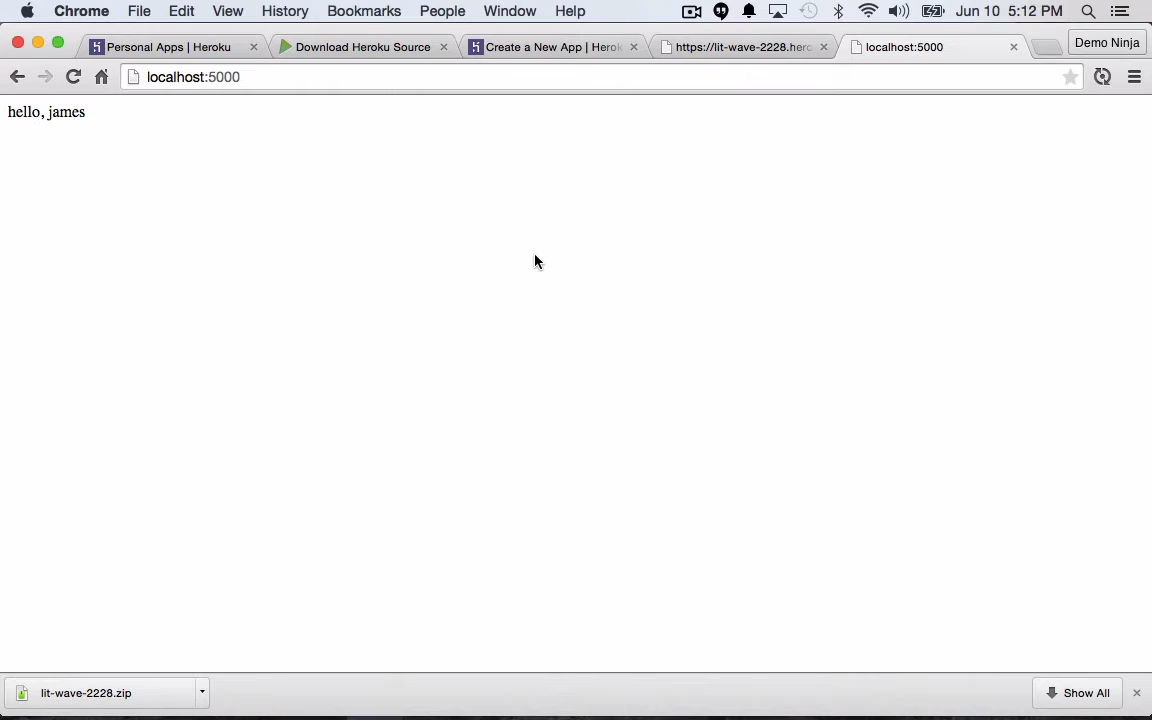 Chrome File Edit View History Bookmarks People Window Help Jun 10 5:12 PM
Personal Apps | Heroku Download Heroku Source Create a New App | Herok https://lit-wave-2228.herc localhost:5000 Demo Ninja
localhost:5000
hello, james
lit-wave-2228.zip Show All